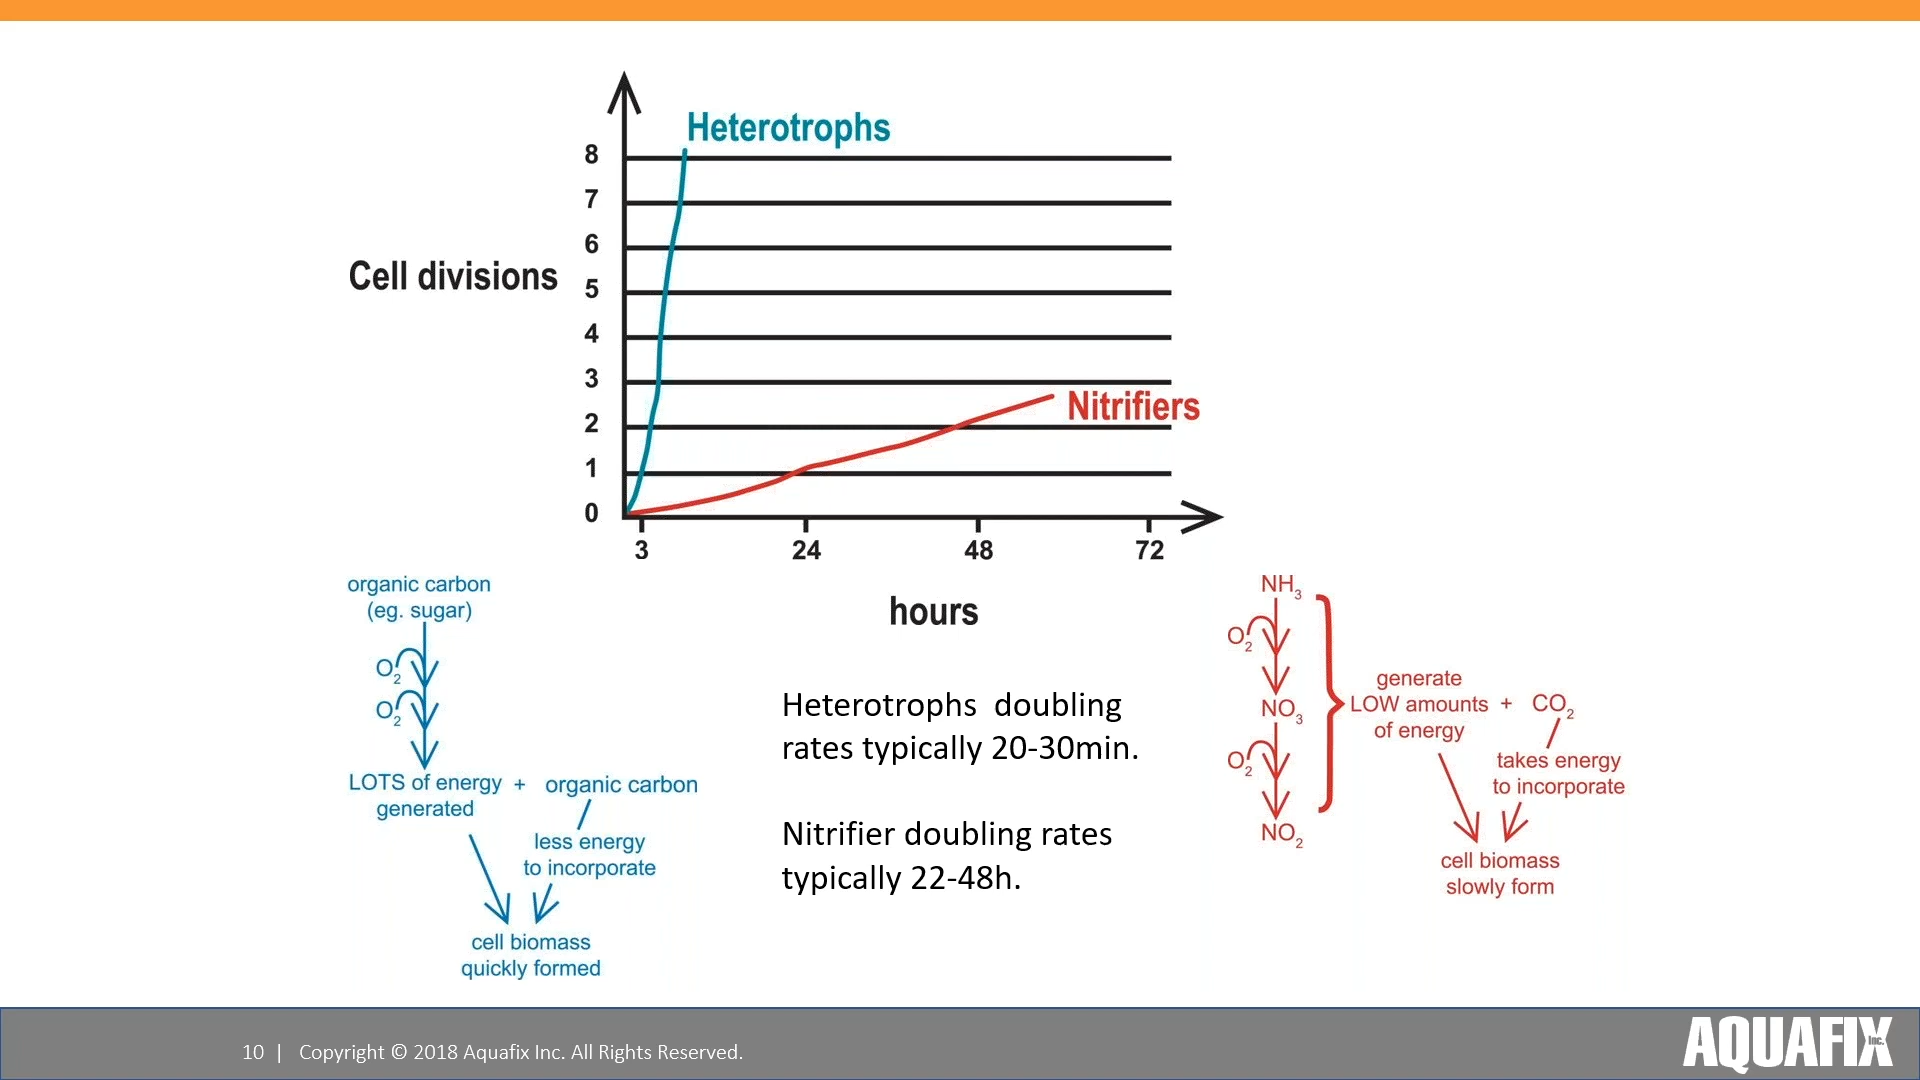 Heterotrophs
8
7
6
Cell divisions
5
4
3
Nitrifiers
2
1
0
3 24 48 72
hours
organic carbon
(eg. sugar)
O2
O2
LOTS of energy + organic carbon
generated
less energy
to incorporate
cell biomass
quickly formed
Heterotrophs doubling
rates typically 20-30min.
Nitrifier doubling rates
typically 22-48h.
NH3
O2
NO3
O2
NO2
generate
LOW amounts + CO2
of energy
takes energy
to incorporate
cell biomass
slowly form
10 | Copyright © 2018 Aquafix Inc. All Rights Reserved.
AQUAFIX Inc.